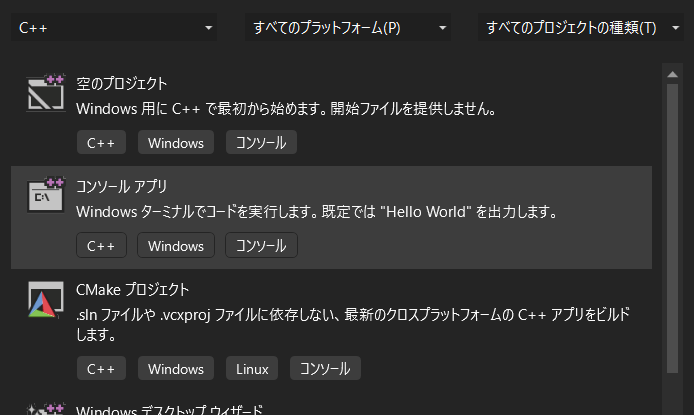 C++ すべてのプラットフォーム(P) すべてのプロジェクトの種類(T)
空のプロジェクト
Windows 用に C++ で最初から始めます。開始ファイルを提供しません。
C++ Windows コンソール
コンソール アプリ
Windows ターミナルでコードを実行します。既定では "Hello World" を出力します。
C++ Windows コンソール
CMake プロジェクト
.sln ファイルや .vcxproj ファイルに依存しない、最新のクロスプラットフォームの C++ アプリをビルド
します。
C++ Windows Linux コンソール
Windows デスクトップ ウィザード